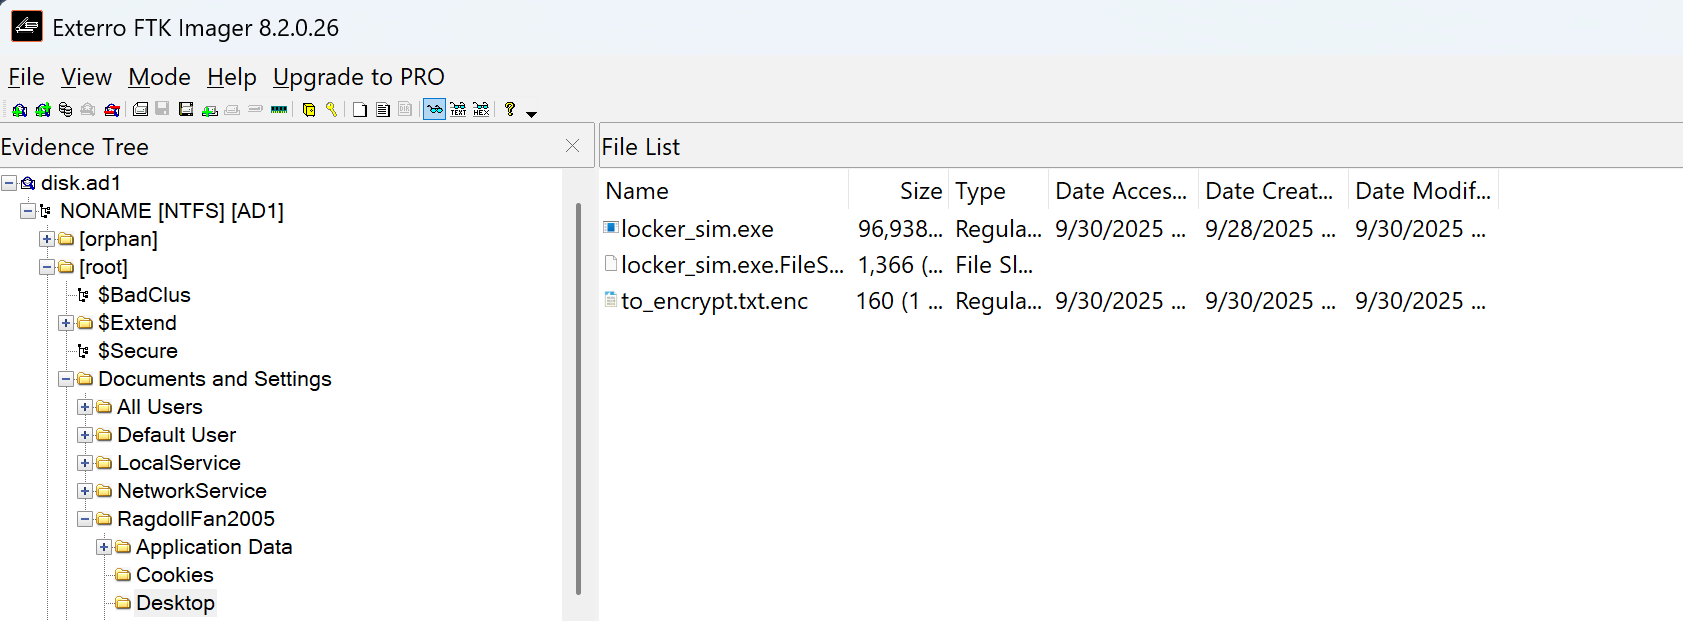 Exterro FTK Imager 8.2.0.26
File View Mode Help Upgrade to PRO
TEXT HEX
Evidence Tree
disk.ad1
NONAME [NTFS] [AD1]
[orphan]
[root]
$BadClus
$Extend
$Secure
Documents and Settings
All Users
Default User
LocalService
NetworkService
RagdollFan2005
Application Data
Cookies
Desktop
File List
Name Size Type Date Acces... Date Creat... Date Modif...
locker_sim.exe 96,938... Regula... 9/30/2025 ... 9/28/2025 ... 9/30/2025 ...
locker_sim.exe.FileS... 1,366 (... File Sl...
to_encrypt.txt.enc 160 (1 ... Regula... 9/30/2025 ... 9/30/2025 ... 9/30/2025 ...